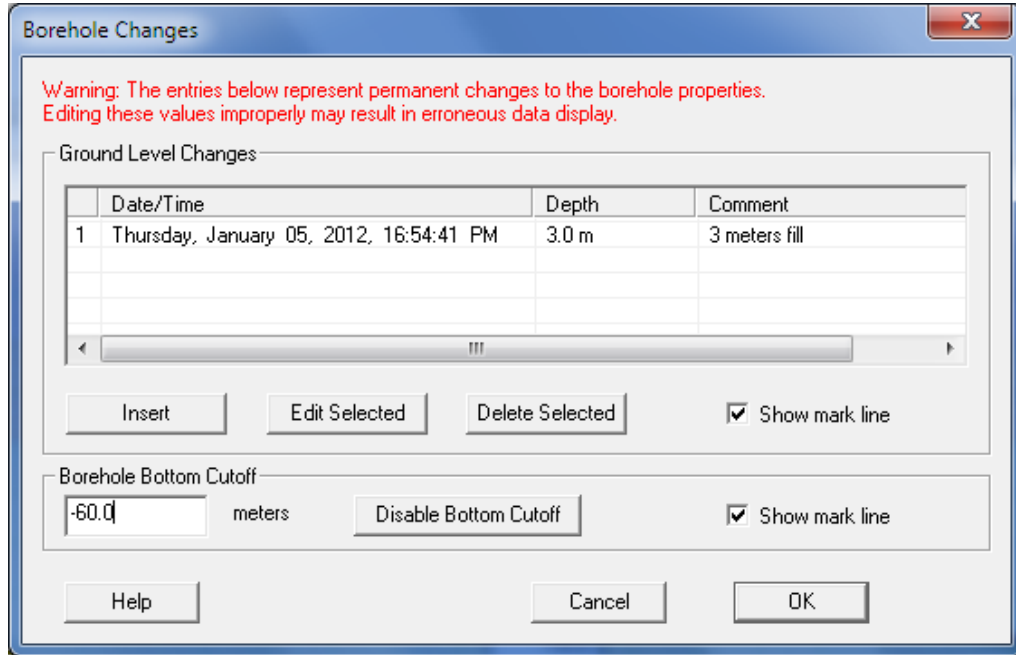 Borehole Changes
Warning: The entries below represent permanent changes to the borehole properties.
Editing these values improperly may result in erroneous data display.
Ground Level Changes
Date/Time Depth Comment
1 Thursday, January 05, 2012, 16:54:41 PM 3.0 m 3 meters fill
Insert Edit Selected Delete Selected Show mark line
Borehole Bottom Cutoff
-60.0 meters Disable Bottom Cutoff Show mark line
Help Cancel OK